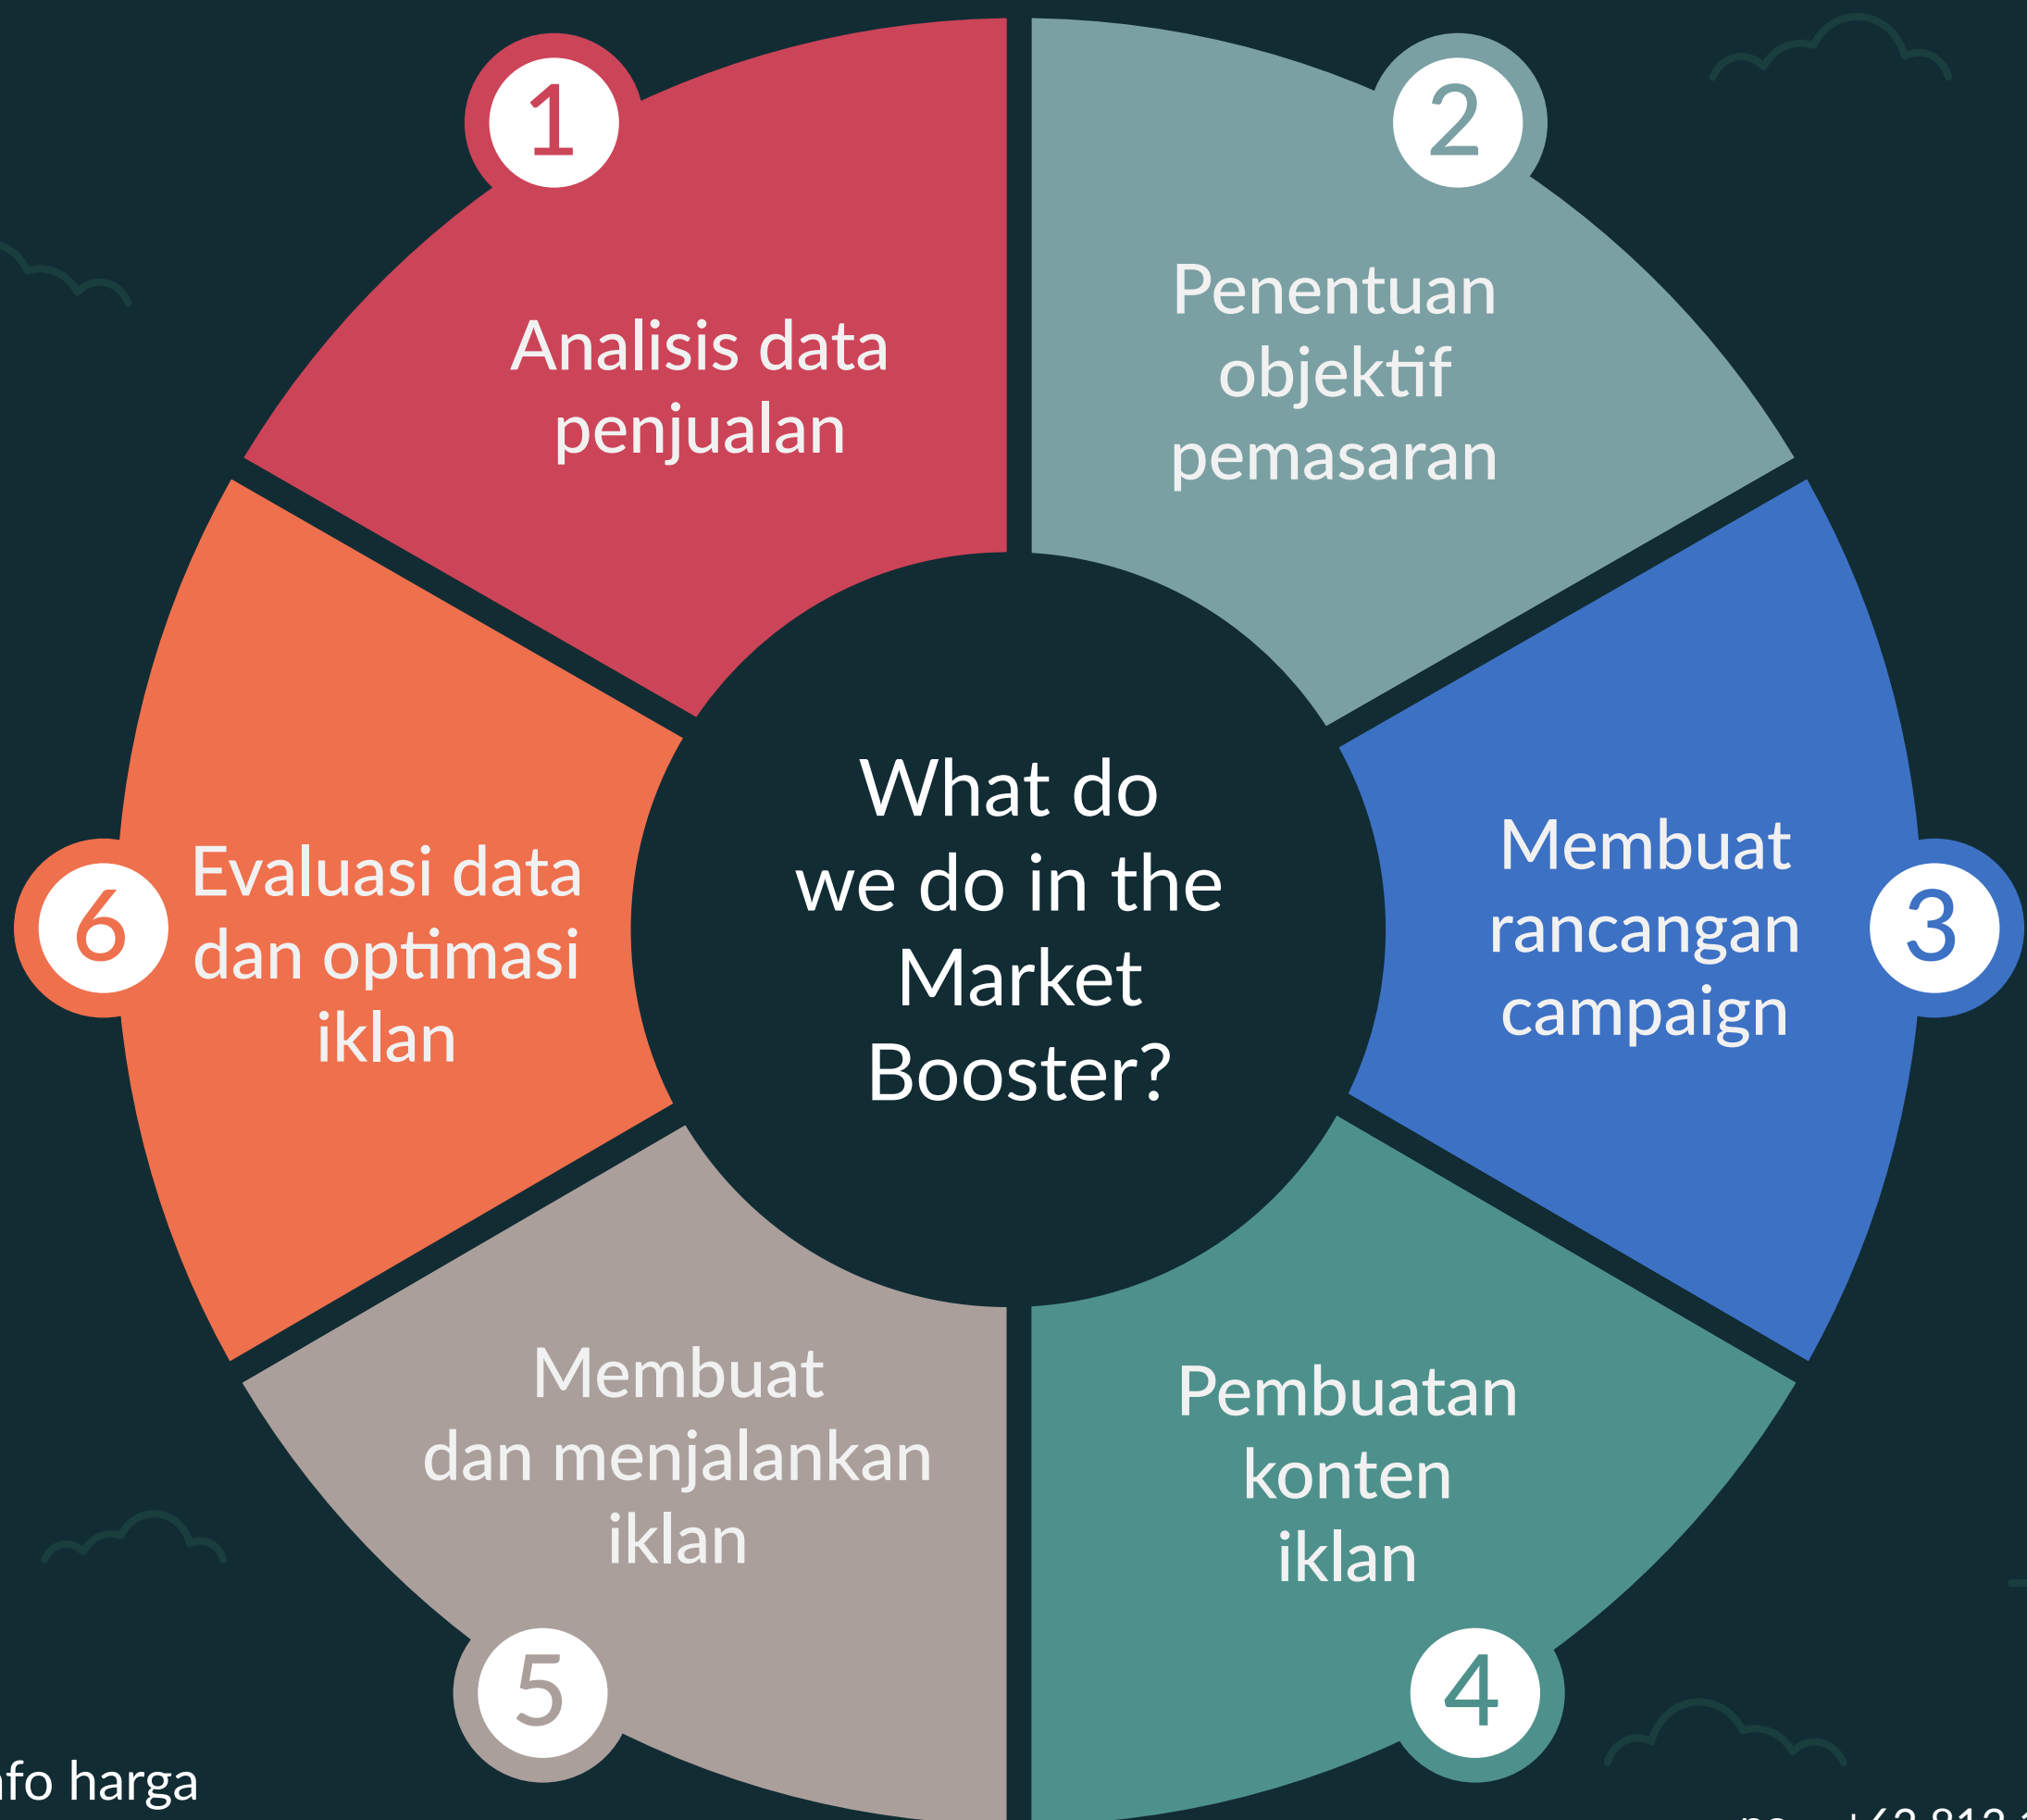 1
Analisis data
penjualan
2
Penentuan
objektif
pemasaran
3
Membuat
rancangan
campaign
4
Pembuatan
konten
iklan
5
Membuat
dan menjalankan
iklan
6
Evaluasi data
dan optimasi
iklan
What do
we do in the
Market
Booster?
harga